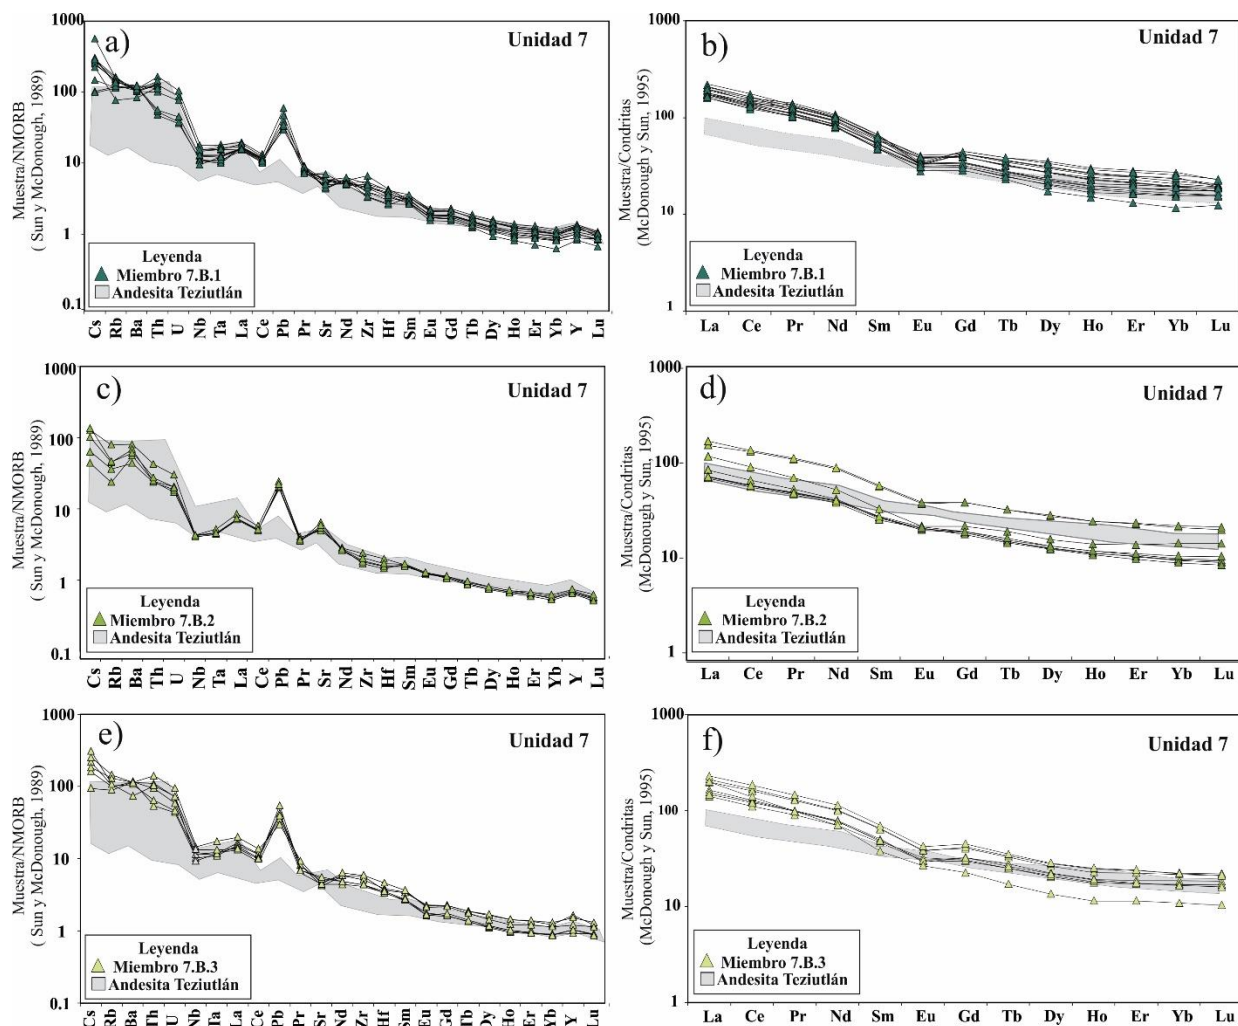 a)
Unidad 7
1000
100
10
1
0.1
Muestra/NMORB
( Sun y McDonough, 1989)
Leyenda
Miembro 7.B.1
Andesita Teziutlán
Cs Rb Ba Th U Nb Ta La Ce Pb Pr Sr Nd Zr Hf Sm Eu Gd Tb Dy Ho Er Yb Y Lu
b)
Unidad 7
1000
100
10
1
Muestra/Condritas
(McDonough y Sun, 1995)
Leyenda
Miembro 7.B.1
Andesita Teziutlán
La Ce Pr Nd Sm Eu Gd Tb Dy Ho Er Yb Lu
c)
Unidad 7
1000
100
10
1
0.1
Muestra/NMORB
( Sun y McDonough, 1989)
Leyenda
Miembro 7.B.2
Andesita Teziutlán
Cs Rb Ba Th U Nb Ta La Ce Pb Pr Sr Nd Zr Hf Sm Eu Gd Tb Dy Ho Er Yb Y Lu
d)
Unidad 7
1000
100
10
1
Muestra/Condritas
(McDonough y Sun, 1995)
Leyenda
Miembro 7.B.2
Andesita Teziutlán
La Ce Pr Nd Sm Eu Gd Tb Dy Ho Er Yb Lu
e)
Unidad 7
1000
100
10
1
0.1
Muestra/NMORB
( Sun y McDonough, 1989)
Leyenda
Miembro 7.B.3
Andesita Teziutlán
Cs Rb Ba Th U Nb Ta La Ce Pb Pr Sr Nd Zr Hf Sm Eu Gd Tb Dy Ho Er Yb Y Lu
f)
Unidad 7
1000
100
10
1
Muestra/Condritas
(McDonough y Sun, 1995)
Leyenda
Miembro 7.B.3
Andesita Teziutlán
La Ce Pr Nd Sm Eu Gd Tb Dy Ho Er Yb Lu